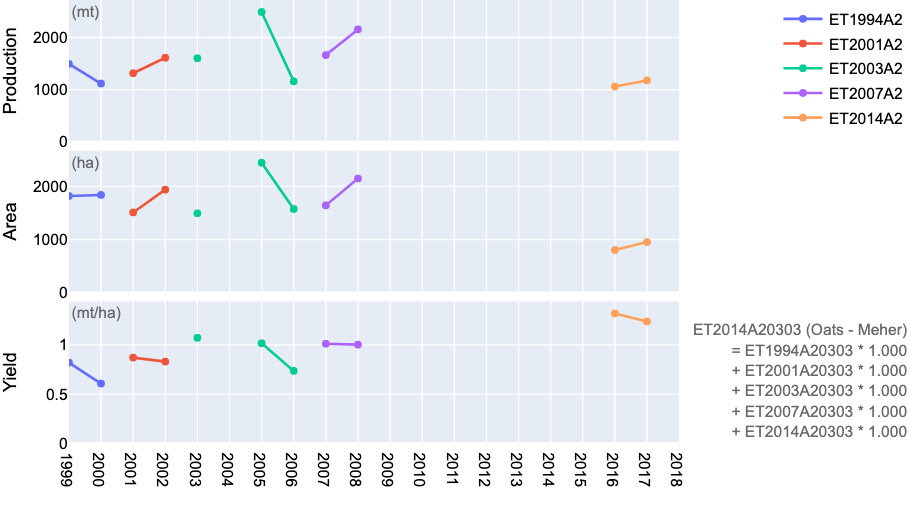 (mt)
Production
2000
1000
0
(ha)
Area
2000
1000
0
(mt/ha)
Yield
1
0.5
0
1999
2000
2001
2002
2003
2004
2005
2006
2007
2008
2009
2010
2011
2012
2013
2014
2015
2016
2017
2018
ET1994A2
ET2001A2
ET2003A2
ET2007A2
ET2014A2
ET2014A20303 (Oats - Meher)
= ET1994A20303 * 1.000
+ ET2001A20303 * 1.000
+ ET2003A20303 * 1.000
+ ET2007A20303 * 1.000
+ ET2014A20303 * 1.000